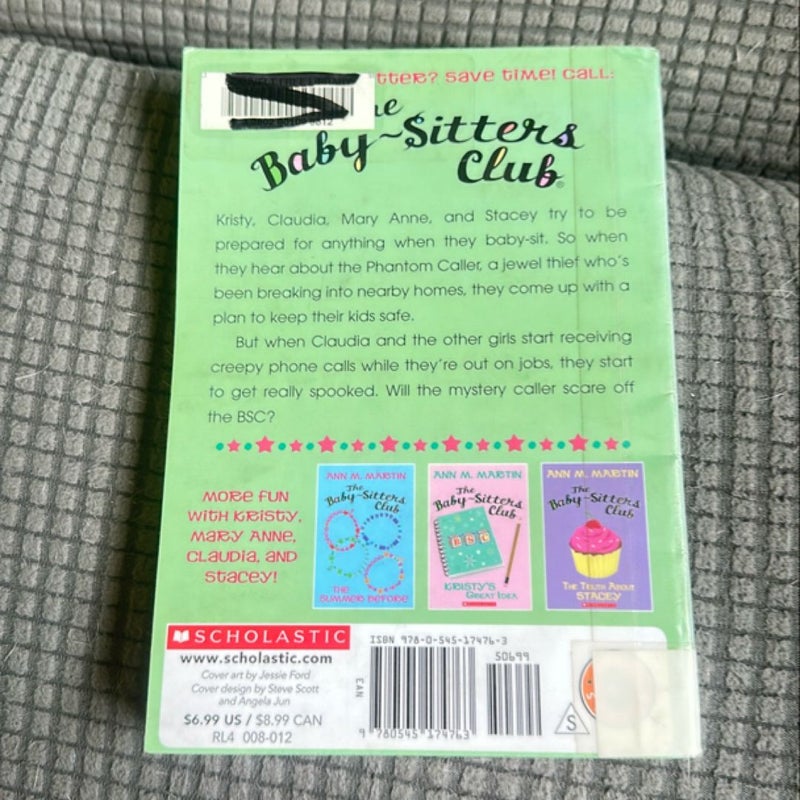 tter? save time! call:
The
Baby~Sitters
Club®
Kristy, Claudia, Mary Anne, and Stacey try to be
prepared for anything when they baby-sit. So when
they hear about the Phantom Caller, a jewel thief who's
been breaking into nearby homes, they come up with a
plan to keep their kids safe.
But when Claudia and the other girls start receiving
creepy phone calls while they're out on jobs, they start
to get really spooked. Will the mystery caller scare off
the BSC?
more fun
with Kristy,
Mary Anne,
Claudia, and
Stacey!
ANN M. MARTIN
The
Baby~Sitters
Club
THE
SUMMER BEFORE
ANN M. MARTIN
The
Baby~Sitters
Club
BSC
KRISTY'S
GREAT IDEA
ANN M. MARTIN
The
Baby~Sitters
Club
THE TRUTH ABOUT
STACEY
SCHOLASTIC
www.scholastic.com
Cover art by Jessie Ford
Cover design by Steve Scott
and Angela Jun
$6.99 US / $8.99 CAN
RL4 008-012
ISBN 978-0-545-17476-3
50699
EAN
9 780545 174763
S